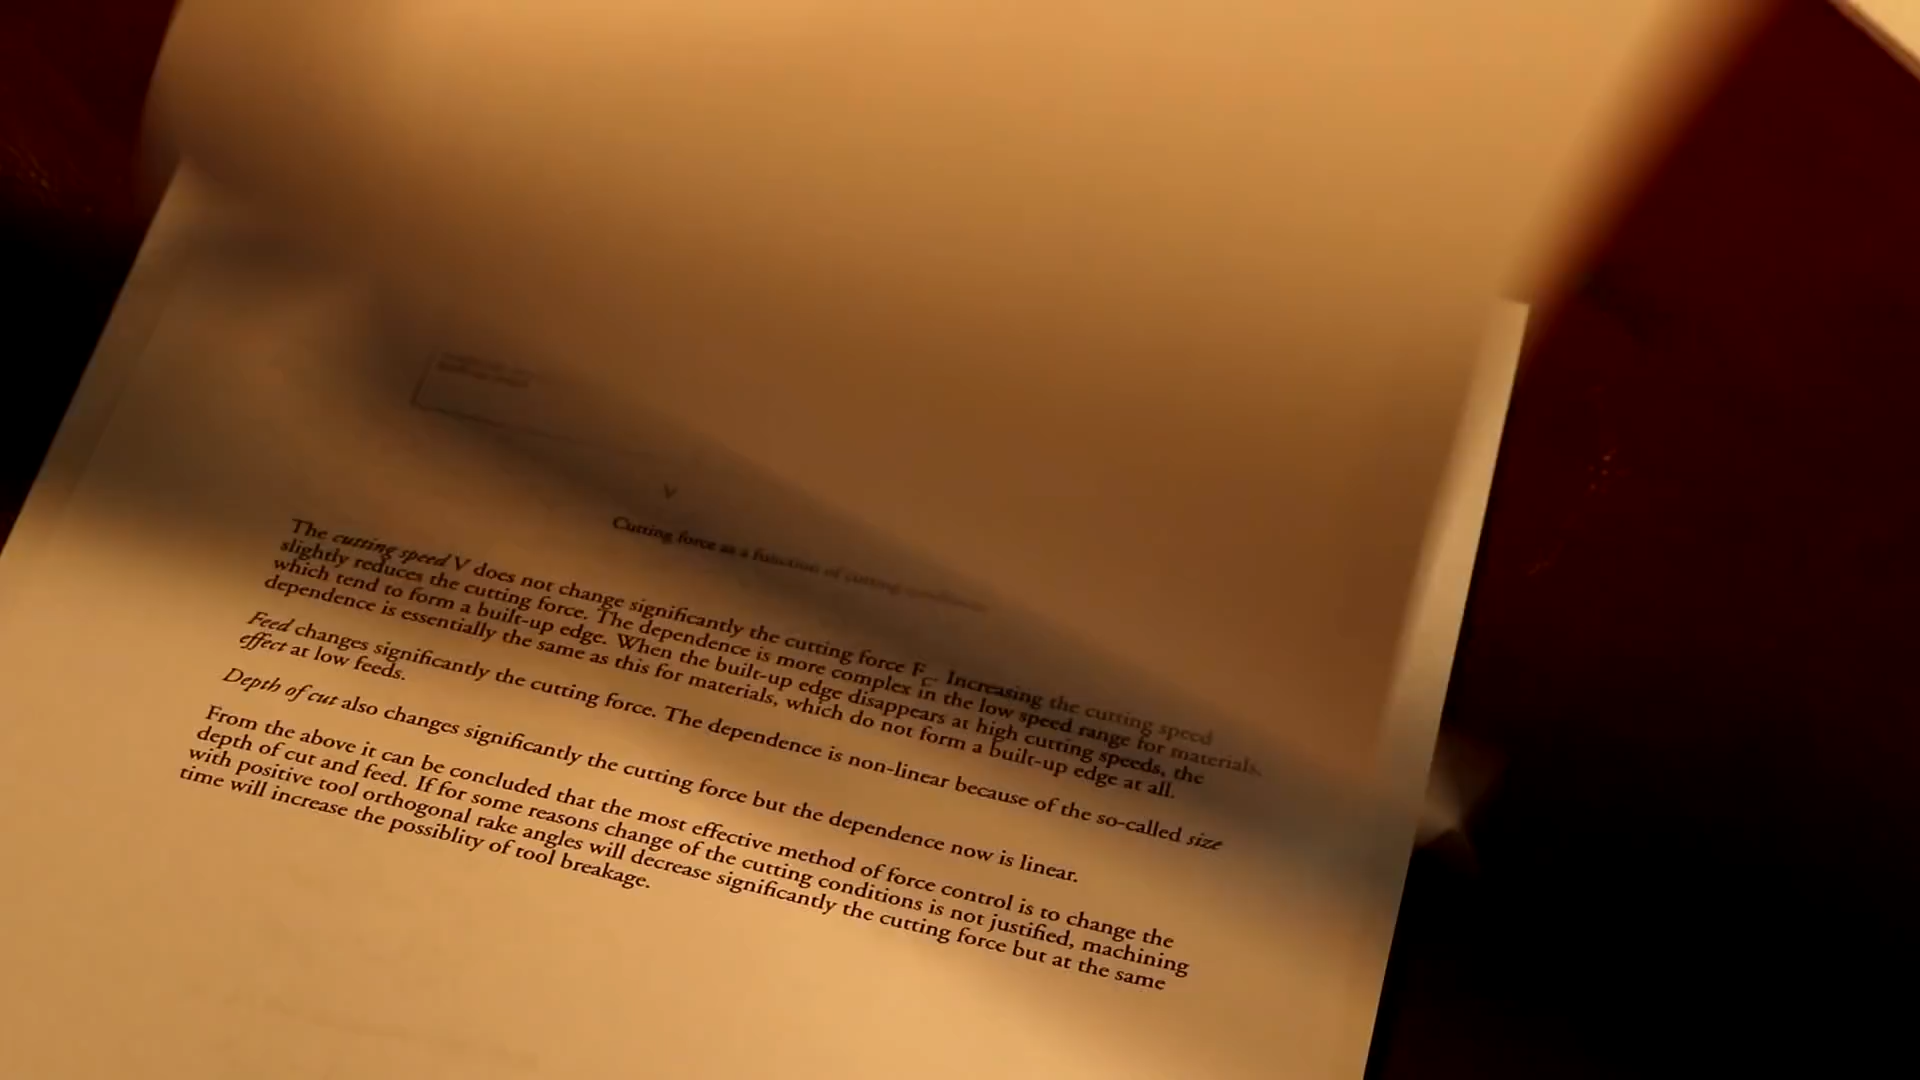 V
Cutting force as a function of cutting conditions
The cutting speed V does not change significantly the cutting force Fc. Increasing the cutting speed
slightly reduces the cutting force. The dependence is more complex in the low speed range for materials,
which tend to form a built-up edge. When the built-up edge disappears at high cutting speeds, the
dependence is essentially the same as this for materials, which do not form a built-up edge at all.
Feed changes significantly the cutting force. The dependence is non-linear because of the so-called size
effect at low feeds.
Depth of cut also changes significantly the cutting force but the dependence now is linear.
From the above it can be concluded that the most effective method of force control is to change the
depth of cut and feed. If for some reasons change of the cutting conditions is not justified, machining
with positive tool orthogonal rake angles will decrease significantly the cutting force but at the same
time will increase the possiblity of tool breakage.